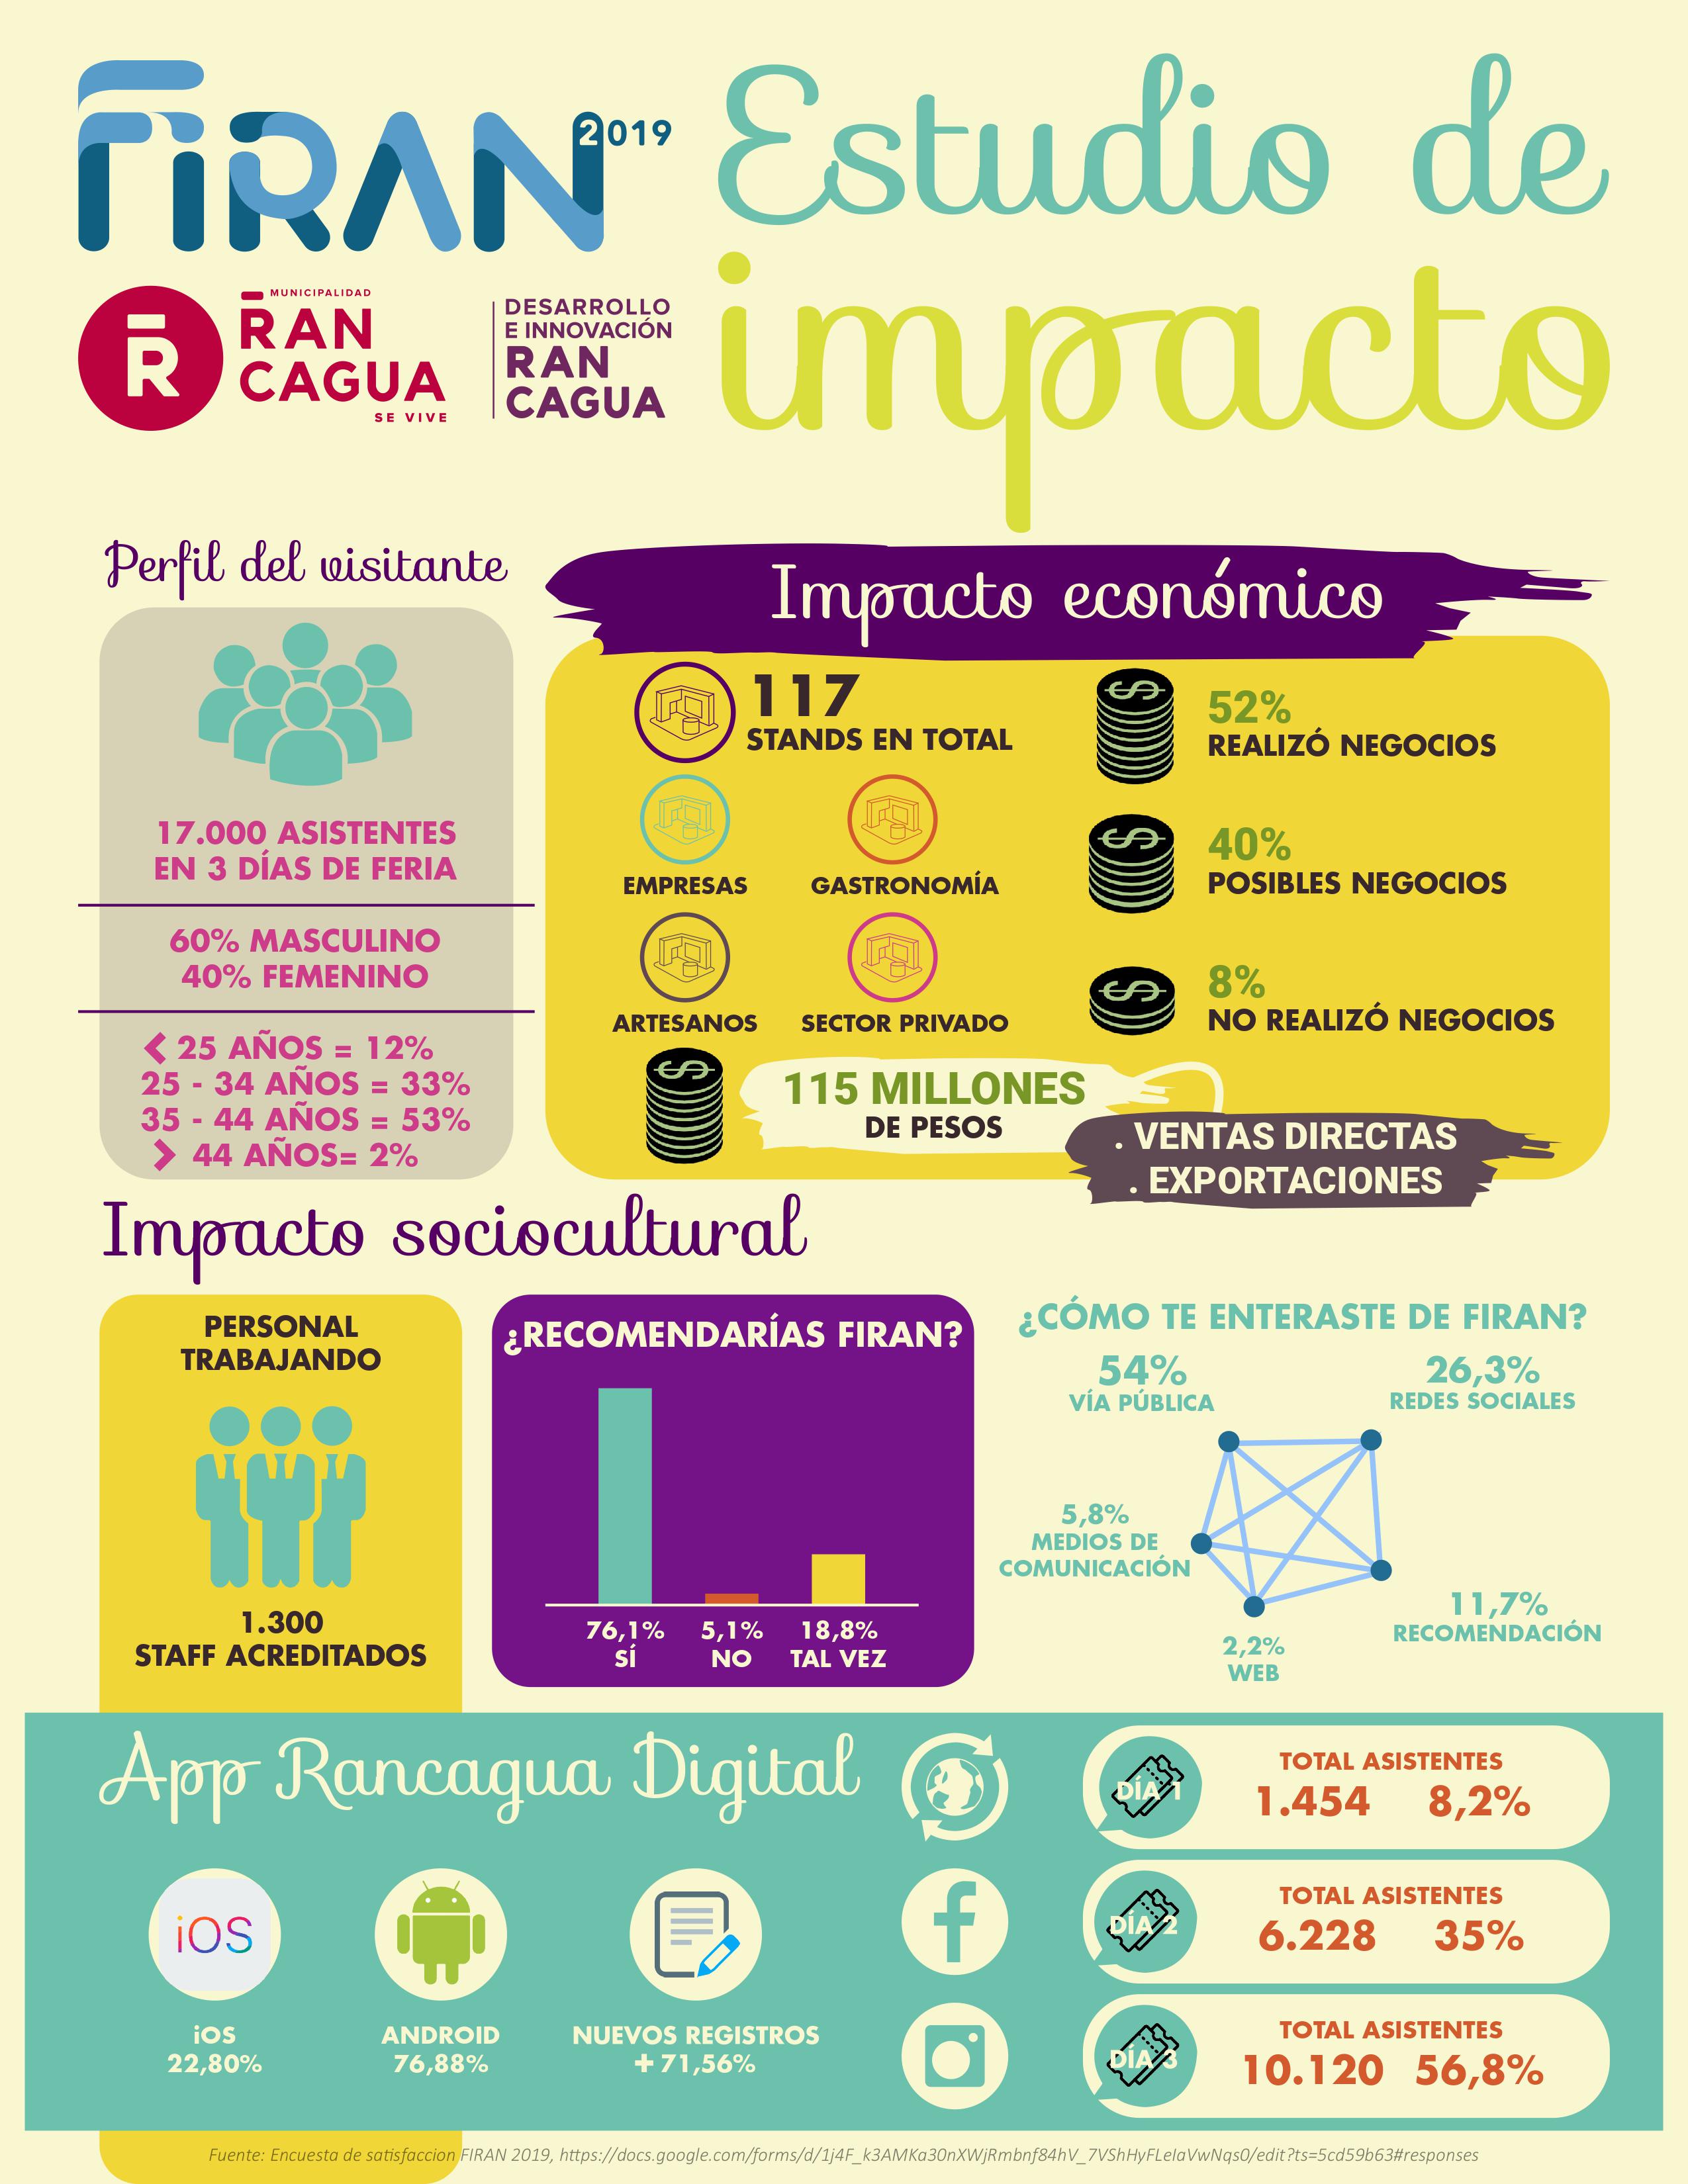 FIRAN 2019
Estudio de
impacto
MUNICIPALIDAD
R
RAN
CAGUA
SE VIVE
DESARROLLO
E INNOVACIÓN
RAN
CAGUA
Perfil del visitante
17.000 ASISTENTES
EN 3 DÍAS DE FERIA
60% MASCULINO
40% FEMENINO
< 25 AÑOS = 12%
25 - 34 AÑOS = 33%
35 - 44 AÑOS = 53%
> 44 AÑOS= 2%
Impacto económico
117
STANDS EN TOTAL
EMPRESAS
GASTRONOMÍA
ARTESANOS
SECTOR PRIVADO
52%
REALIZÓ NEGOCIOS
40%
POSIBLES NEGOCIOS
8%
NO REALIZÓ NEGOCIOS
115 MILLONES
DE PESOS
. VENTAS DIRECTAS
. EXPORTACIONES
Impacto sociocultural
PERSONAL
TRABAJANDO
1.300
STAFF ACREDITADOS
¿RECOMENDARÍAS FIRAN?
76,1% 5,1% 18,8%
SÍ NO TAL VEZ
¿CÓMO TE ENTERASTE DE FIRAN?
54%
VÍA PÚBLICA
26,3%
REDES SOCIALES
5,8%
MEDIOS DE
COMUNICACIÓN
11,7%
RECOMENDACIÓN
2,2%
WEB
App Rancagua Digital
iOS
iOS
22,80%
ANDROID
76,88%
NUEVOS REGISTROS
+ 71,56%
DÍA 1
TOTAL ASISTENTES
1.454 8,2%
DÍA 2
TOTAL ASISTENTES
6.228 35%
DÍA 3
TOTAL ASISTENTES
10.120 56,8%
Fuente: Encuesta de satisfaccion FIRAN 2019, https://docs.google.com/forms/d/1j4F_k3AMKa30nXWjRmbnf84hV_7VShHyFLeIaVwNqs0/edit?ts=5cd59b63#responses